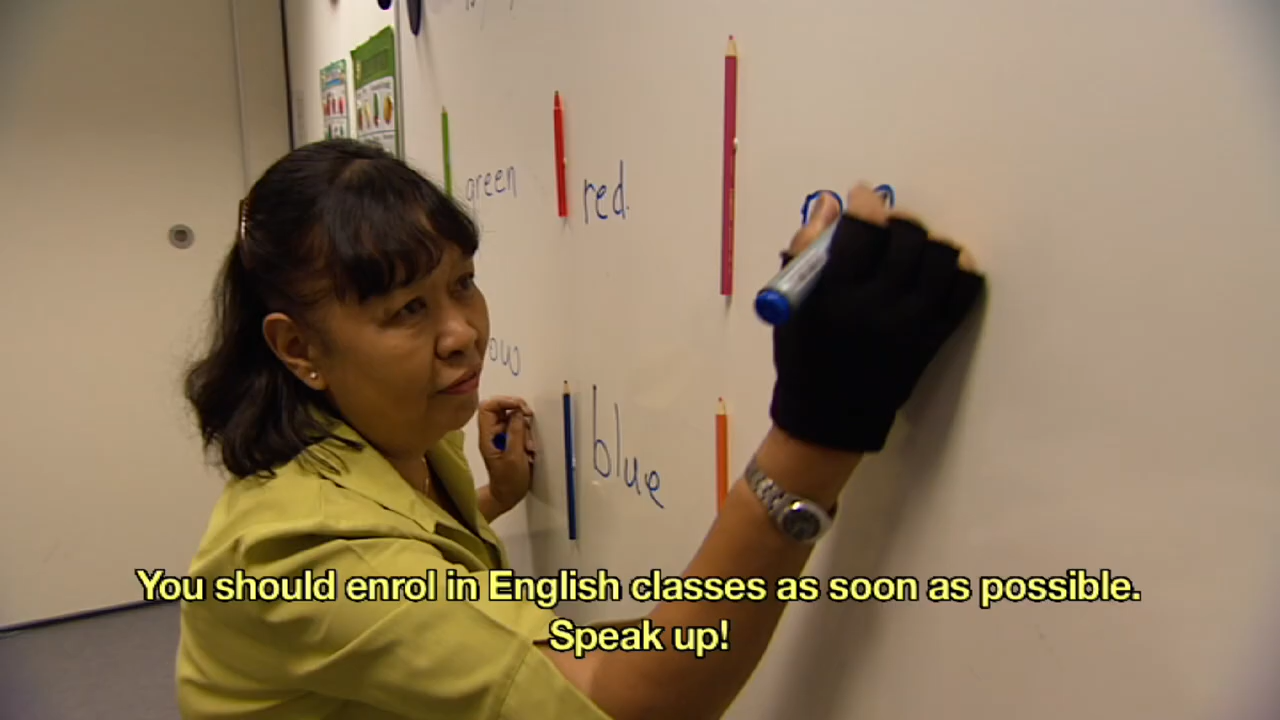 green
red
blue
You should enrol in English classes as soon as possible.
Speak up!